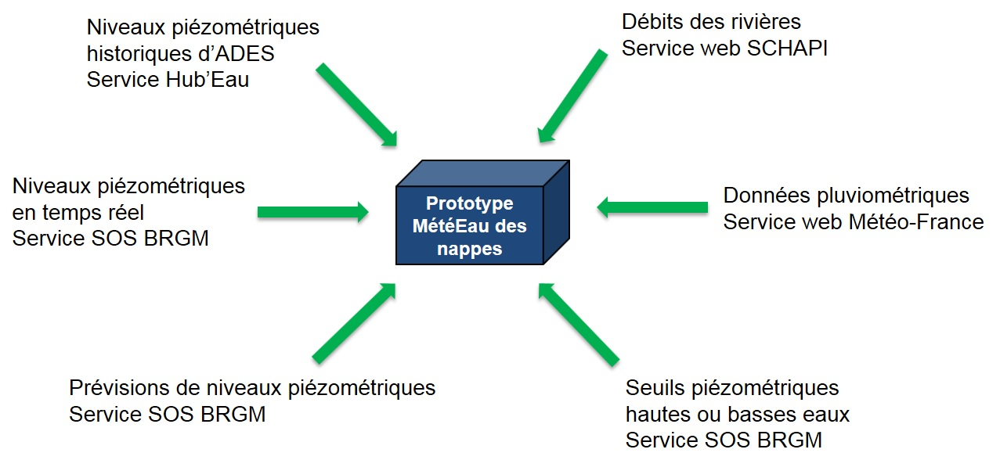 Niveaux piézométriques
historiques d’ADES
Service Hub’Eau
Débits des rivières
Service web SCHAPI
Niveaux piézométriques
en temps réel
Service SOS BRGM
Prototype
MétéEau des
nappes
Données pluviométriques
Service web Météo-France
Prévisions de niveaux piézométriques
Service SOS BRGM
Seuils piézométriques
hautes ou basses eaux
Service SOS BRGM